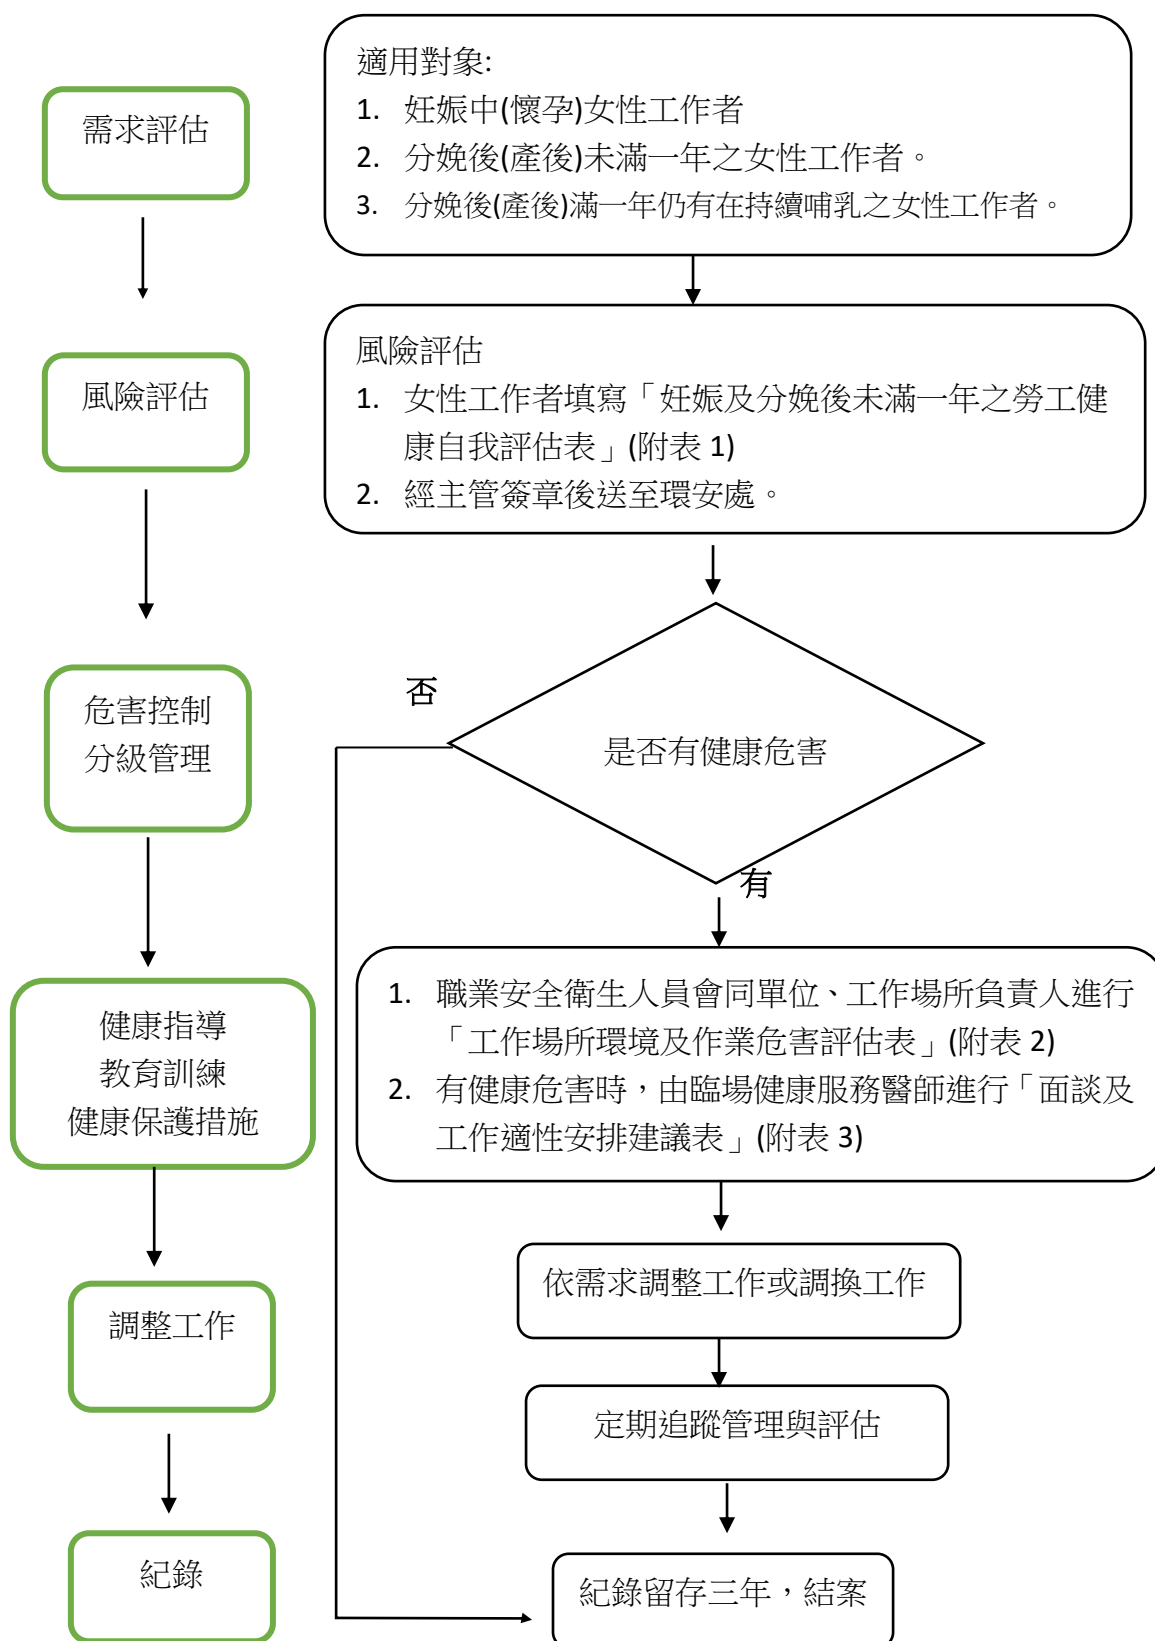 需求評估
適用對象:
1. 妊娠中(懷孕)女性工作者
2. 分娩後(產後)未滿一年之女性工作者。
3. 分娩後(產後)滿一年仍有在持續哺乳之女性工作者。
風險評估
風險評估
1. 女性工作者填寫「妊娠及分娩後未滿一年之勞工健
康自我評估表」(附表 1)
2. 經主管簽章後送至環安處。
危害控制
分級管理
否
是否有健康危害
有
健康指導
教育訓練
健康保護措施
1. 職業安全衛生人員會同單位、工作場所負責人進行
「工作場所環境及作業危害評估表」(附表 2)
2. 有健康危害時，由臨場健康服務醫師進行「面談及
工作適性安排建議表」(附表 3)
調整工作
依需求調整工作或調換工作
定期追蹤管理與評估
紀錄
紀錄留存三年，結案